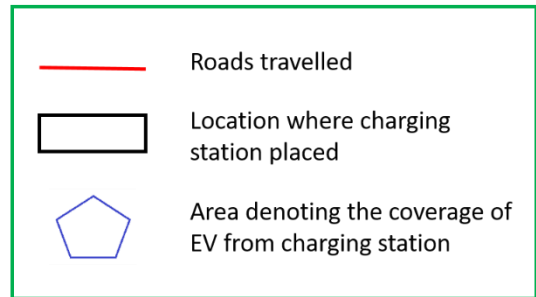 Roads travelled
Location where charging
station placed
Area denoting the coverage of
EV from charging station